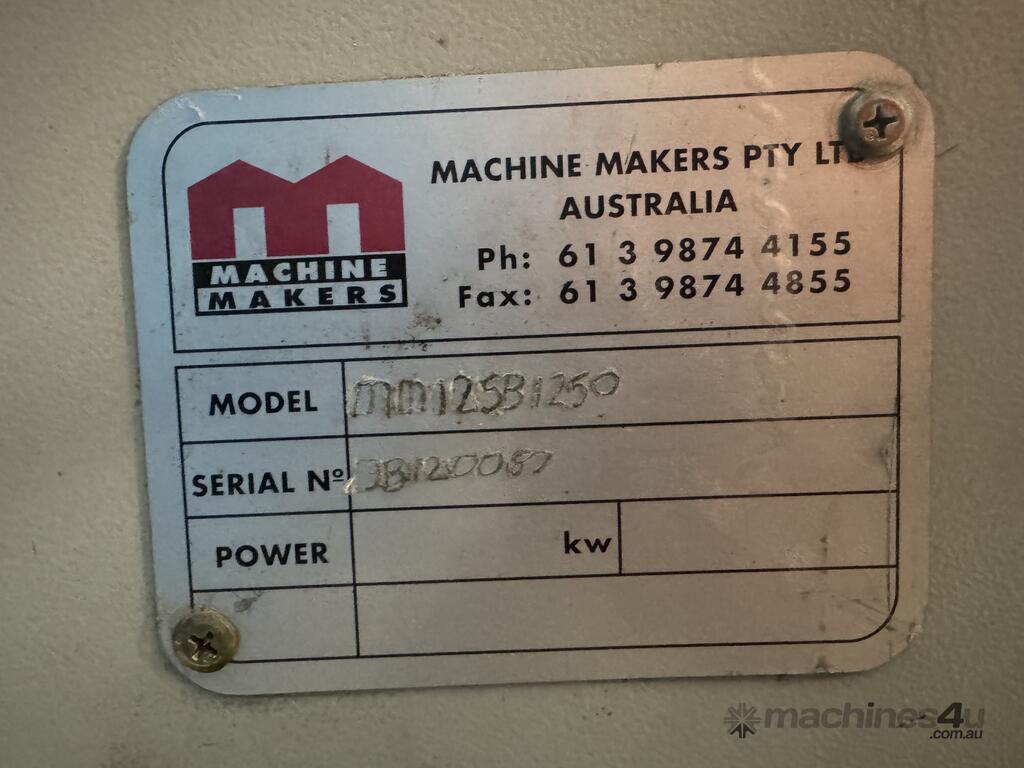 MACHINE
MAKERS
MACHINE MAKERS PTY LTD
AUSTRALIA
Ph: 61 3 9874 4155
Fax: 61 3 9874 4855
MODEL MM125B1250
SERIAL Nº
POWER kw
machines4u
.com.au